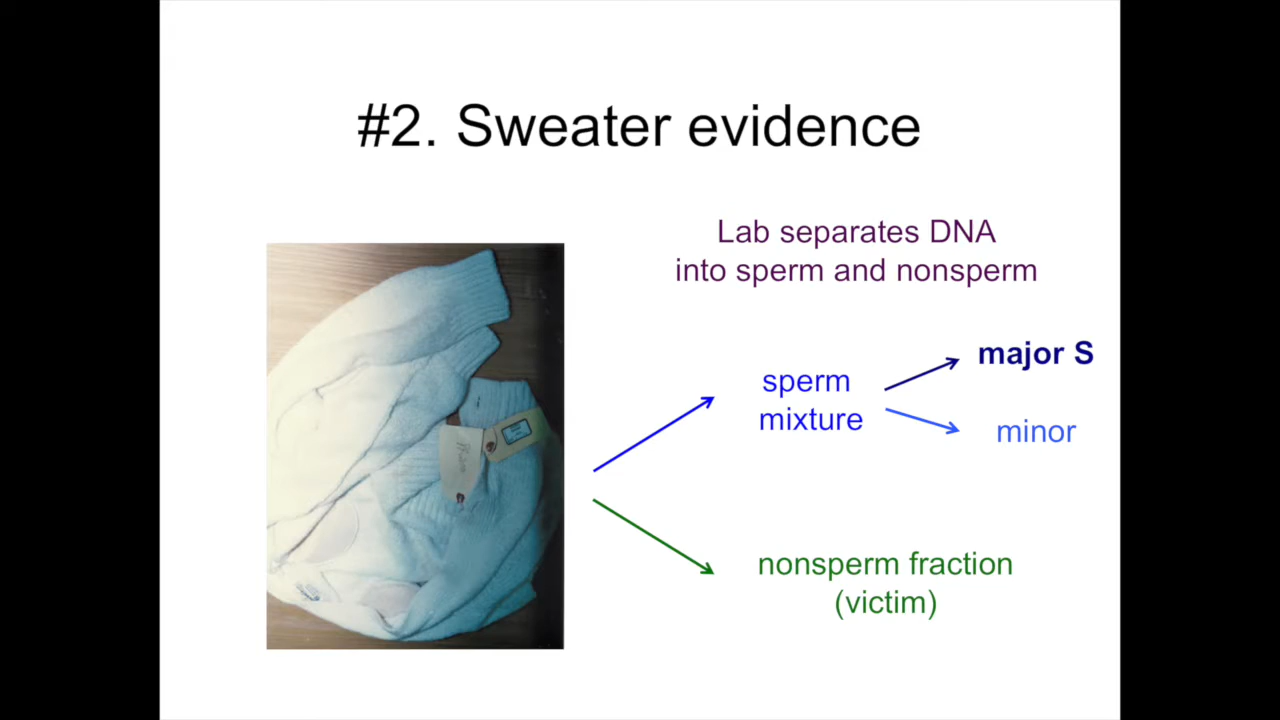 #2. Sweater evidence
Lab separates DNA
into sperm and nonsperm
sperm
mixture
major S
minor
nonsperm fraction
(victim)